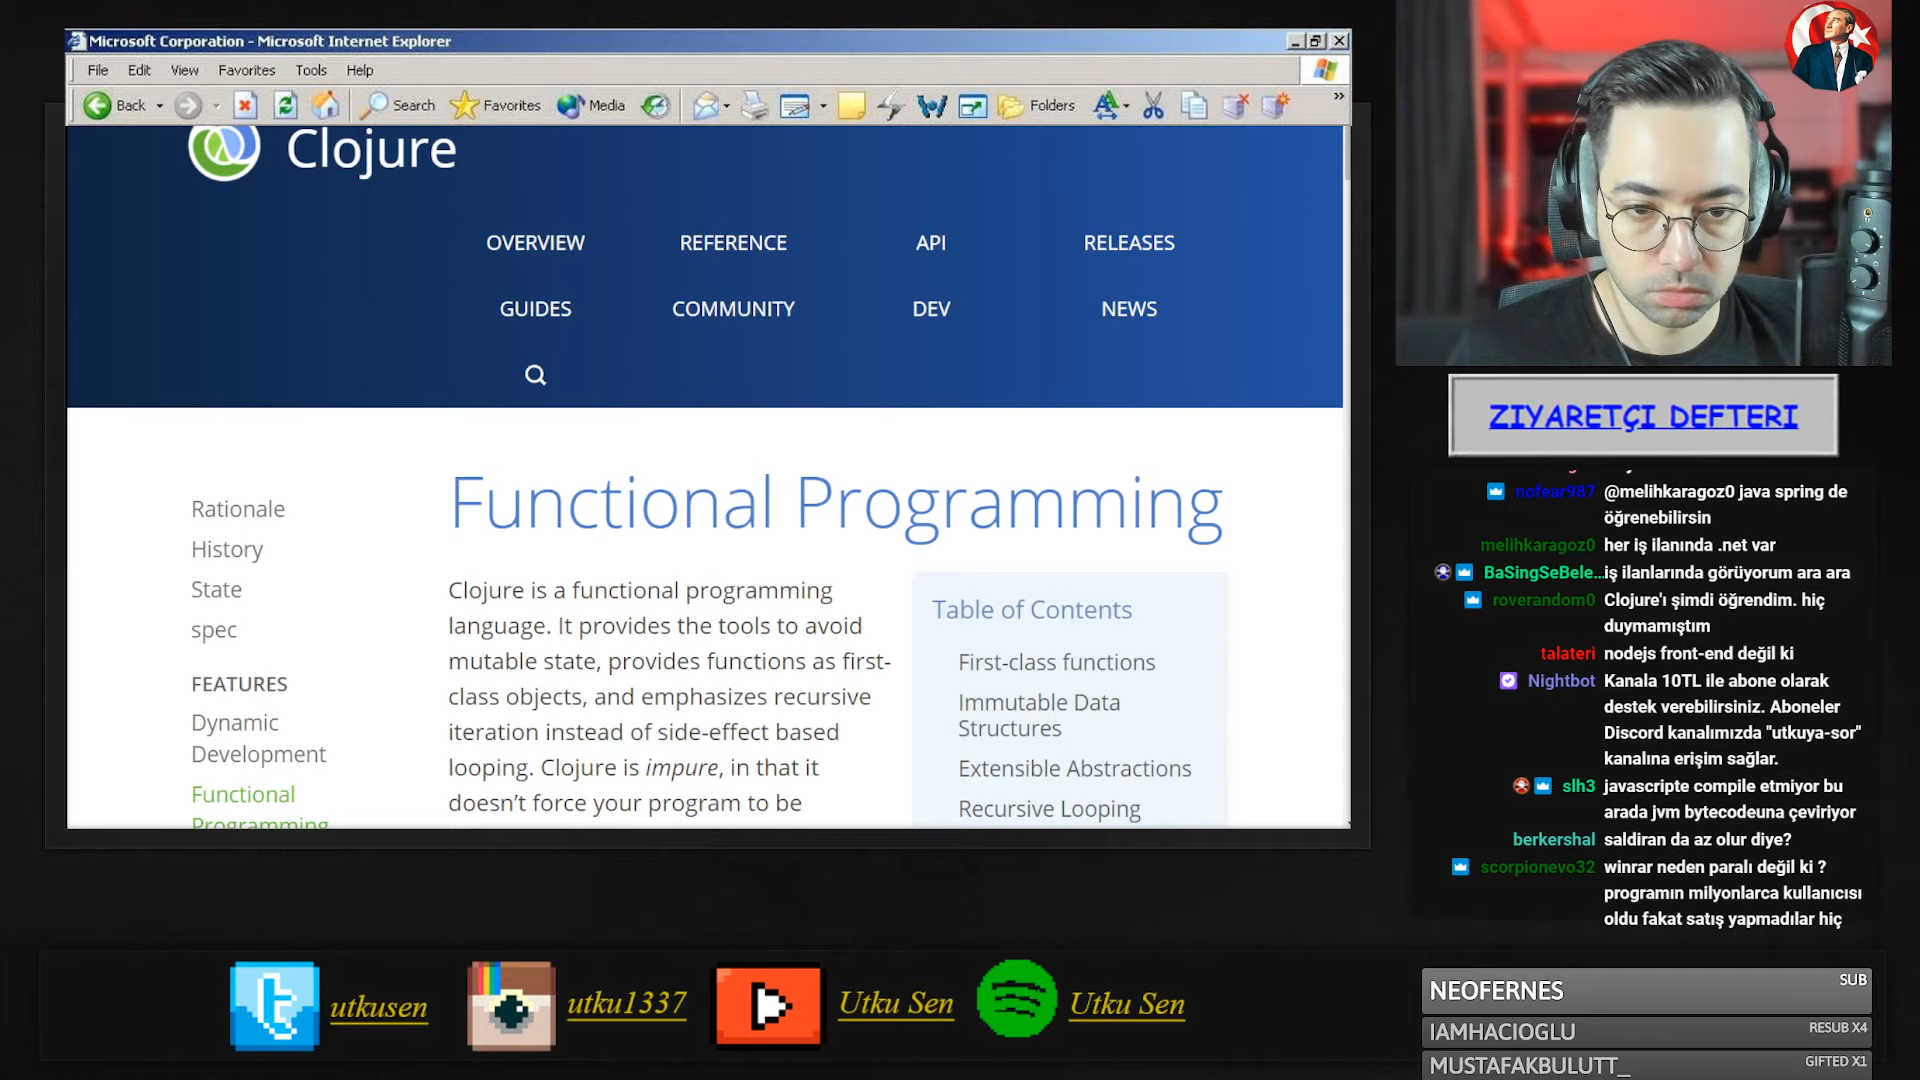 Microsoft Corporation - Microsoft Internet Explorer
File Edit View Favorites Tools Help
Back Search Favorites Media Folders
Clojure
OVERVIEW REFERENCE API RELEASES
GUIDES COMMUNITY DEV NEWS
Rationale
History
State
spec
FEATURES
Dynamic
Development
Functional
Programming
Functional Programming
Clojure is a functional programming
language. It provides the tools to avoid
mutable state, provides functions as first-
class objects, and emphasizes recursive
iteration instead of side-effect based
looping. Clojure is impure, in that it
doesn’t force your program to be
Table of Contents
First-class functions
Immutable Data
Structures
Extensible Abstractions
Recursive Looping
ZIYARETÇI DEFTERI
nofear987 @melihkaragoz0 java spring de
öğrenebilirsin
melihkaragoz0 her iş ilanında .net var
BaSingSeBele... iş ilanlarında görüyorum ara ara
roverandom0 Clojure'ı şimdi öğrendim. hiç
duymamıştım
talateri nodejs front-end değil ki
Nightbot Kanala 10TL ile abone olarak
destek verebilirsiniz. Aboneler
Discord kanalımızda "utkuya-sor"
kanalına erişim sağlar.
slh3 javascripte compile etmiyor bu
arada jvm bytecodeuna çeviriyor
berkershal saldiran da az olur diye?
scorpionevo32 winrar neden paralı değil ki ?
programın milyonlarca kullanıcısı
oldu fakat satış yapmadılar hiç
utkusen utku1337 Utku Sen Utku Sen
NEOFERNES SUB
IAMHACIOGLU RESUB X4
MUSTAFAKBULUTT_ GIFTED X1